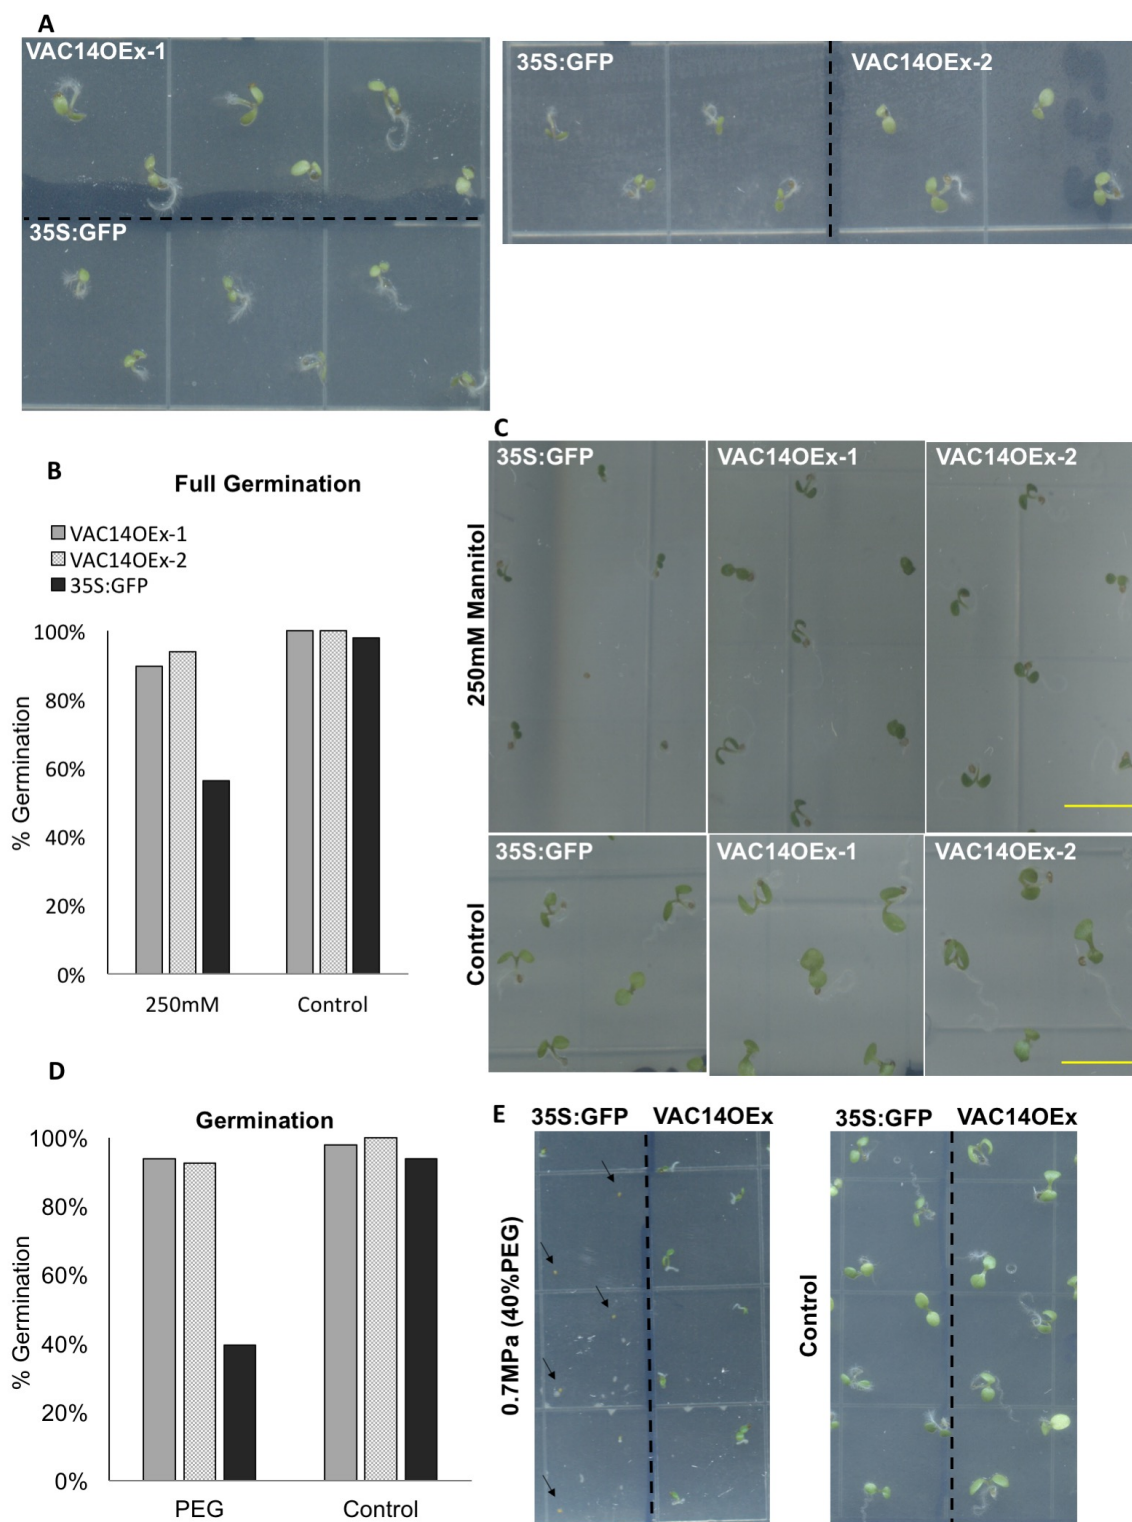 A
VAC14OEx-1
35S:GFP
35S:GFP
VAC14OEx-2
B
Full Germination
VAC14OEx-1
VAC14OEx-2
35S:GFP
% Germination
100%
80%
60%
40%
20%
0%
250mM
Control
C
250mM Mannitol
35S:GFP
VAC14OEx-1
VAC14OEx-2
Control
35S:GFP
VAC14OEx-1
VAC14OEx-2
D
Germination
% Germination
100%
80%
60%
40%
20%
0%
PEG
Control
E
35S:GFP
VAC14OEx
0.7MPa (40%PEG)
35S:GFP
VAC14OEx
Control